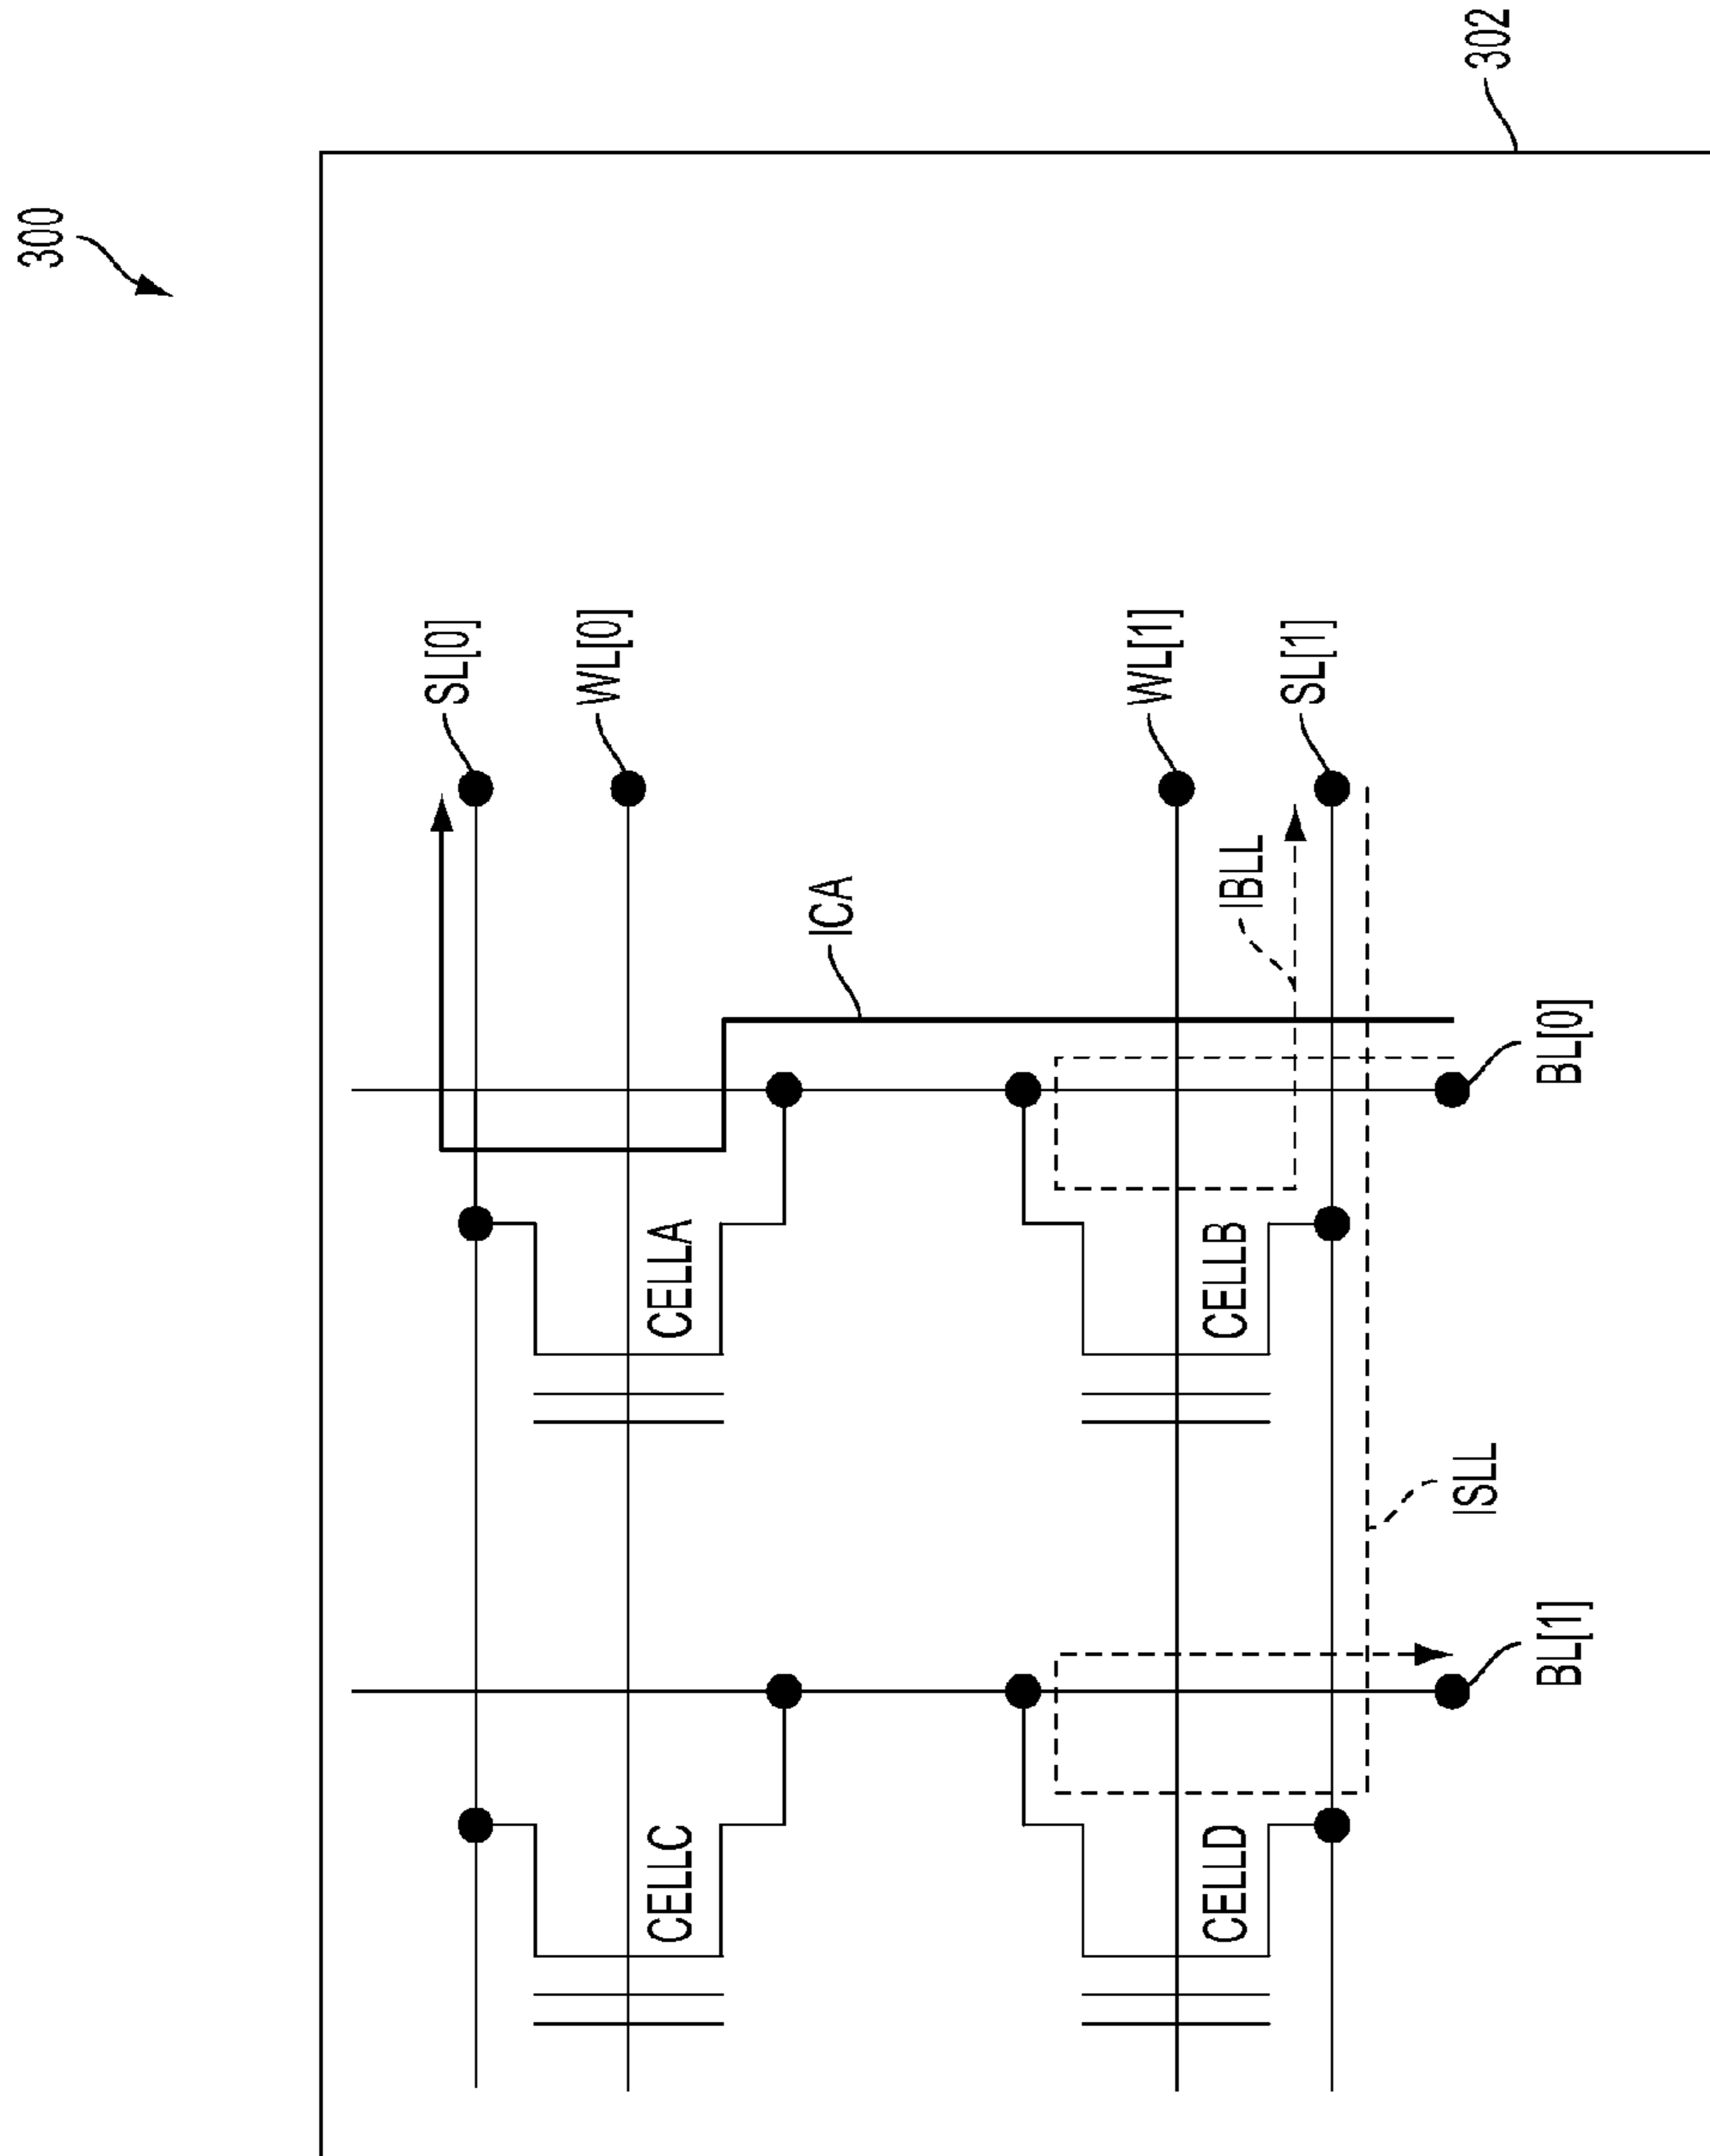 300
302
SL[0]
WL[0]
WL[1]
SL[1]
ICA
IBLL
BL[0]
CELLA
CELLB
ISLL
BL[1]
CELLC
CELLD